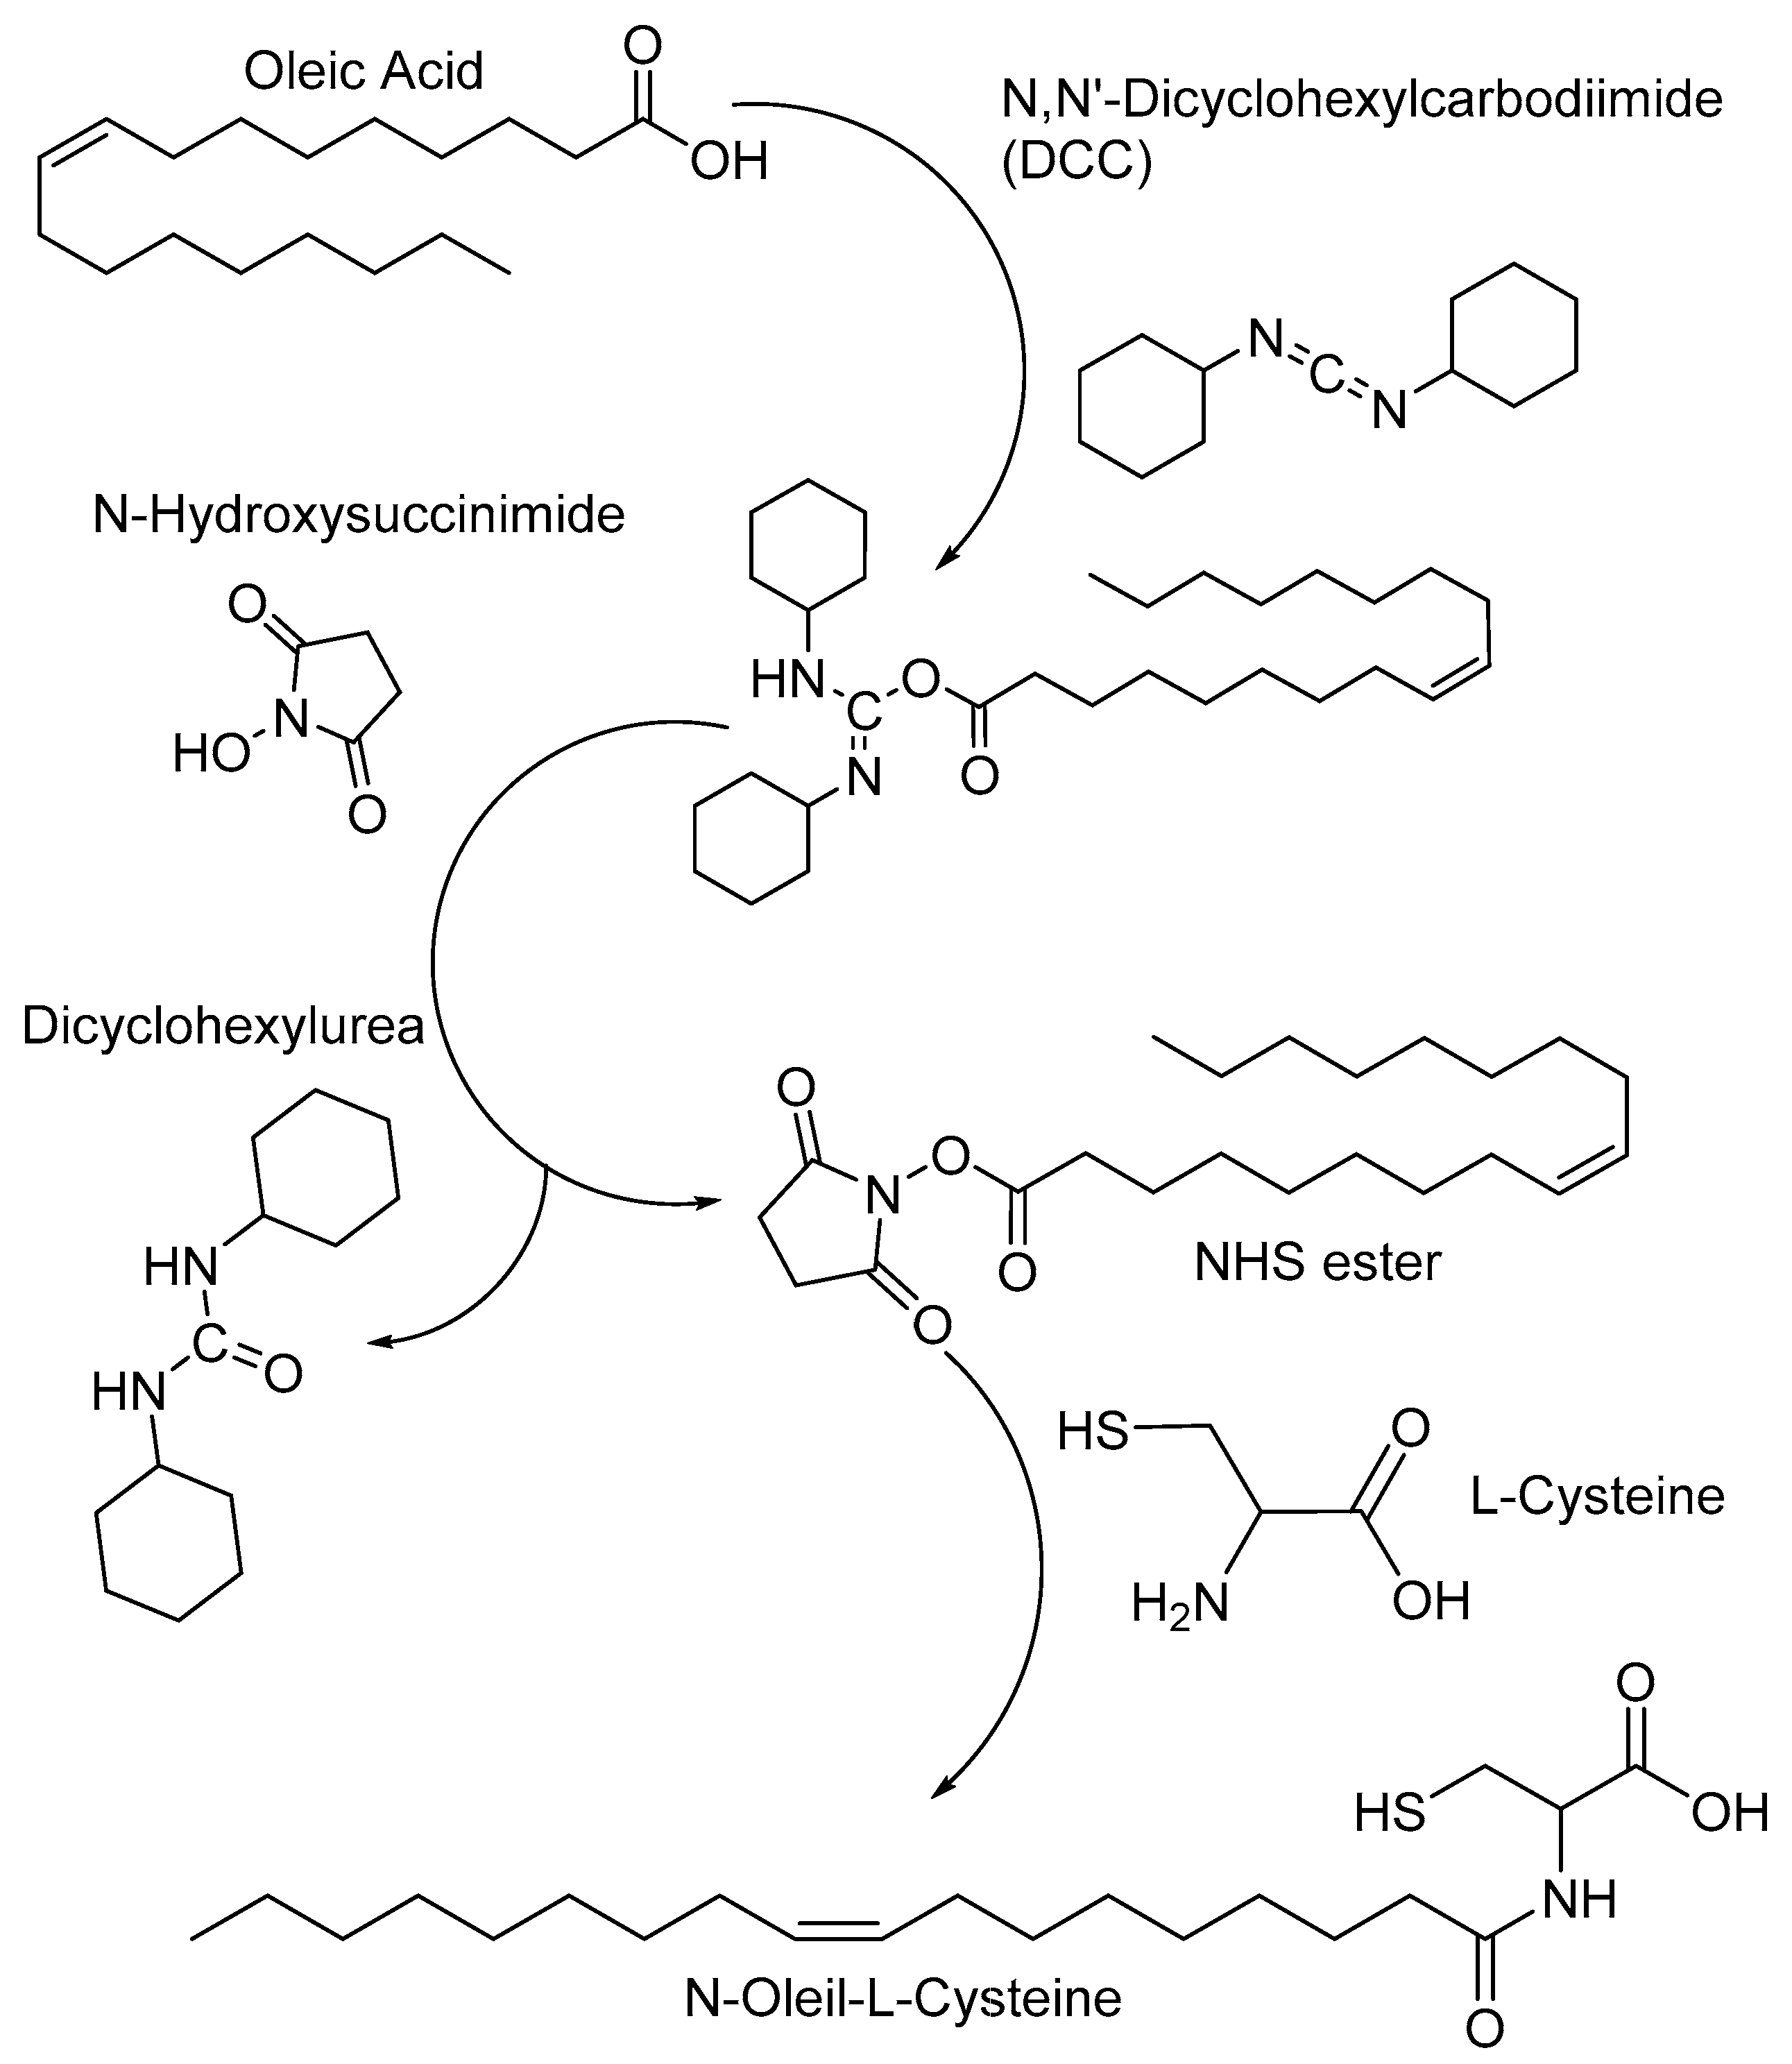 Oleic Acid
O
OH
N,N'-Dicyclohexylcarbodiimide
(DCC)
N
C
N
N-Hydroxysuccinimide
O
N
HO
O
HN
O
C
N
O
Dicyclohexylurea
HN
C
O
HN
O
N
O
O
O
NHS ester
HS
O
L-Cysteine
H2N
OH
O
HS
OH
NH
O
N-Oleil-L-Cysteine